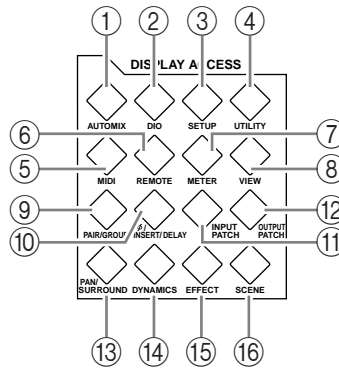 ① ② ③ ④
DISPLAY ACCESS
AUTOMIX DIO SETUP UTILITY
⑥ ⑦
⑤ ⑧
MIDI REMOTE METER VIEW
⑨ ⑫
PAIR/GROUP ø/INSERT/DELAY INPUT PATCH OUTPUT PATCH
⑩ ⑪
PAN/SURROUND DYNAMICS EFFECT SCENE
⑬ ⑭ ⑮ ⑯